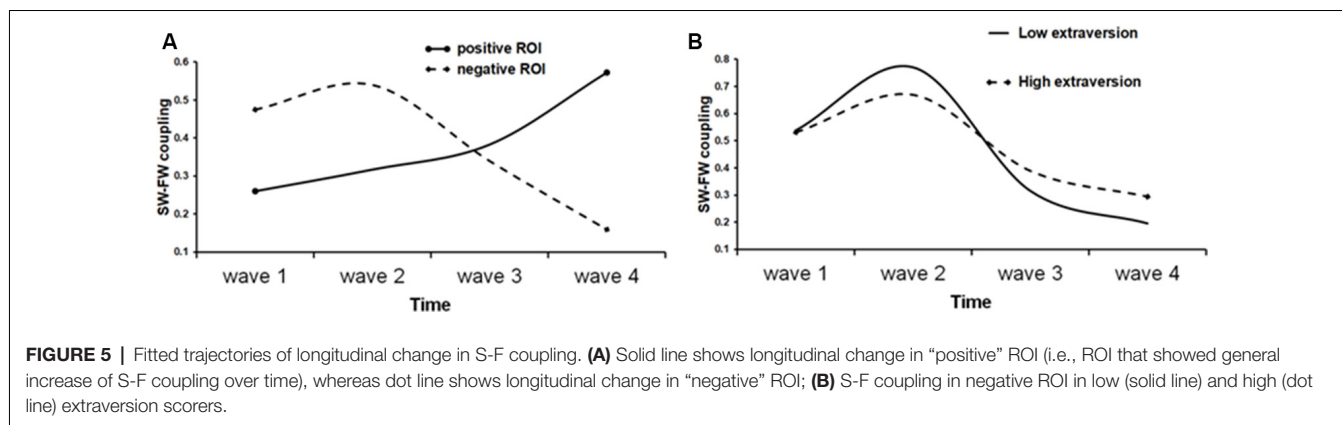 A
positive ROI
negative ROI
0.6
0.5
0.4
0.3
0.2
0.1
SW-FW coupling
wave 1 wave 2 wave 3 wave 4
Time
B
Low extraversion
High extraversion
0.8
0.7
0.6
0.5
0.4
0.3
0.2
0.1
SW-FW coupling
wave 1 wave 2 wave 3 wave 4
Time
FIGURE 5 | Fitted trajectories of longitudinal change in S-F coupling. (A) Solid line shows longitudinal change in “positive” ROI (i.e., ROI that showed general
increase of S-F coupling over time), whereas dot line shows longitudinal change in “negative” ROI; (B) S-F coupling in negative ROI in low (solid line) and high (dot
line) extraversion scorers.